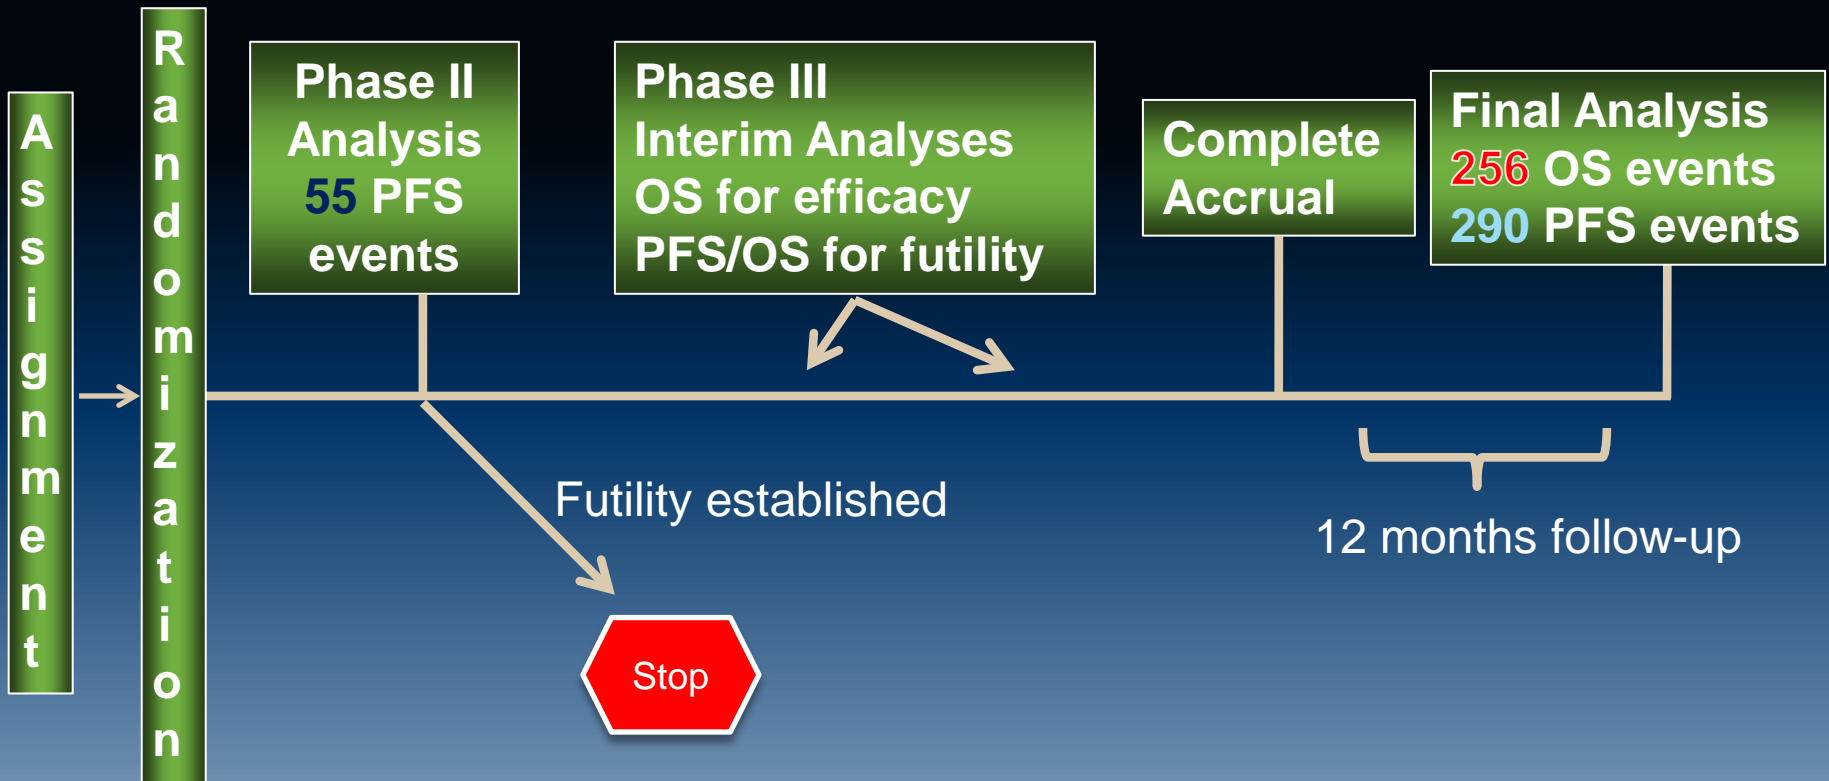 Assignment
Randomization
Phase II
Analysis
55 PFS
events
Phase III
Interim Analyses
OS for efficacy
PFS/OS for futility
Complete
Accrual
Final Analysis
256 OS events
290 PFS events
Futility established
12 months follow-up
Stop